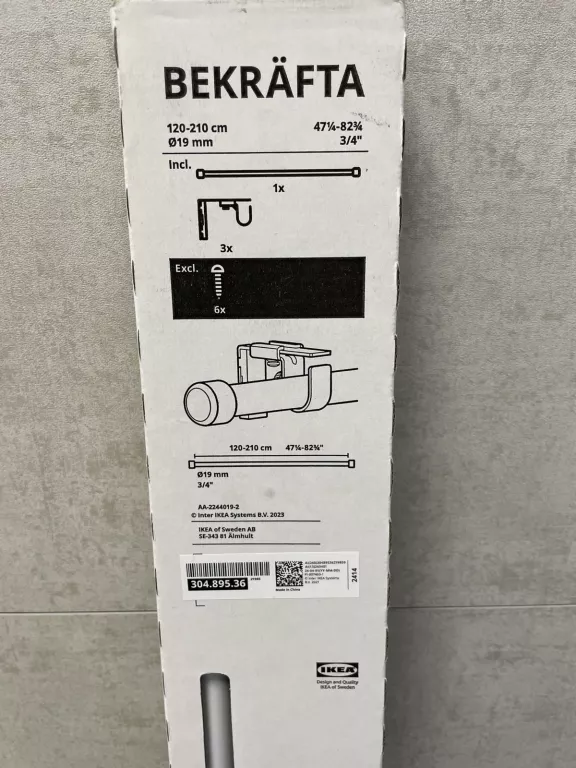 BEKRÄFTA
120-210 cm 47¼-82¾
Ø19 mm 3/4"
Incl.
1x
3x
Excl.
6x
120-210 cm 47¼-82¾"
Ø19 mm
3/4"
AA-2244019-2
© Inter IKEA Systems B.V. 2023
IKEA of Sweden AB
SE-343 81 Älmhult
304.895.36
Made in China
© Inter IKEA Systems
2414
IKEA
Design and Quality
IKEA of Sweden